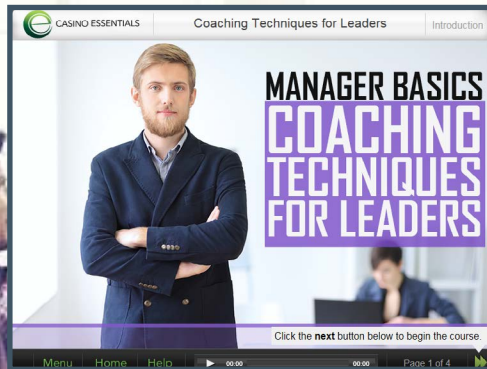 CASINO ESSENTIALS
Coaching Techniques for Leaders
Introduction
MANAGER BASICS
COACHING
TECHNIQUES
FOR LEADERS
Click the next button below to begin the course.
Menu Home Help 00:00 00:00 Page 1 of 4